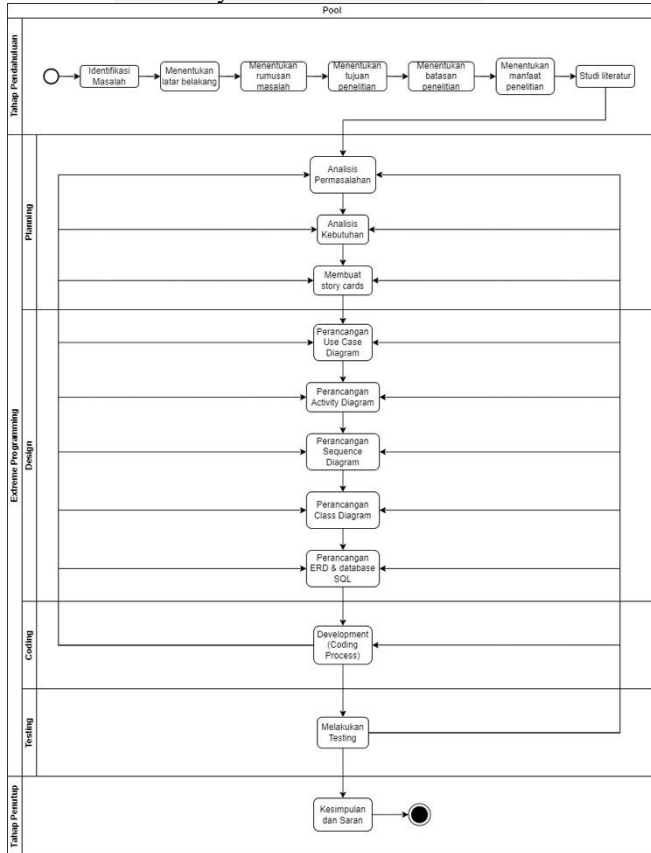 Pool
Tahap Pendahuluan
Identifikasi
Masalah
Menentukan
latar belakang
Menentukan
rumusan
masalah
Menentukan
tujuan
penelitian
Menentukan
batasan
penelitian
Menentukan
manfaat
penelitian
Studi literatur
Extreme Programming
Planning
Analisis
Permasalahan
Analisis
Kebutuhan
Membuat
story cards
Design
Perancangan
Use Case
Diagram
Perancangan
Activity Diagram
Perancangan
Sequence
Diagram
Perancangan
Class Diagram
Perancangan
ERD & database
SQL
Coding
Development
(Coding
Process)
Testing
Melakukan
Testing
Tahap Penutup
Kesimpulan
dan Saran